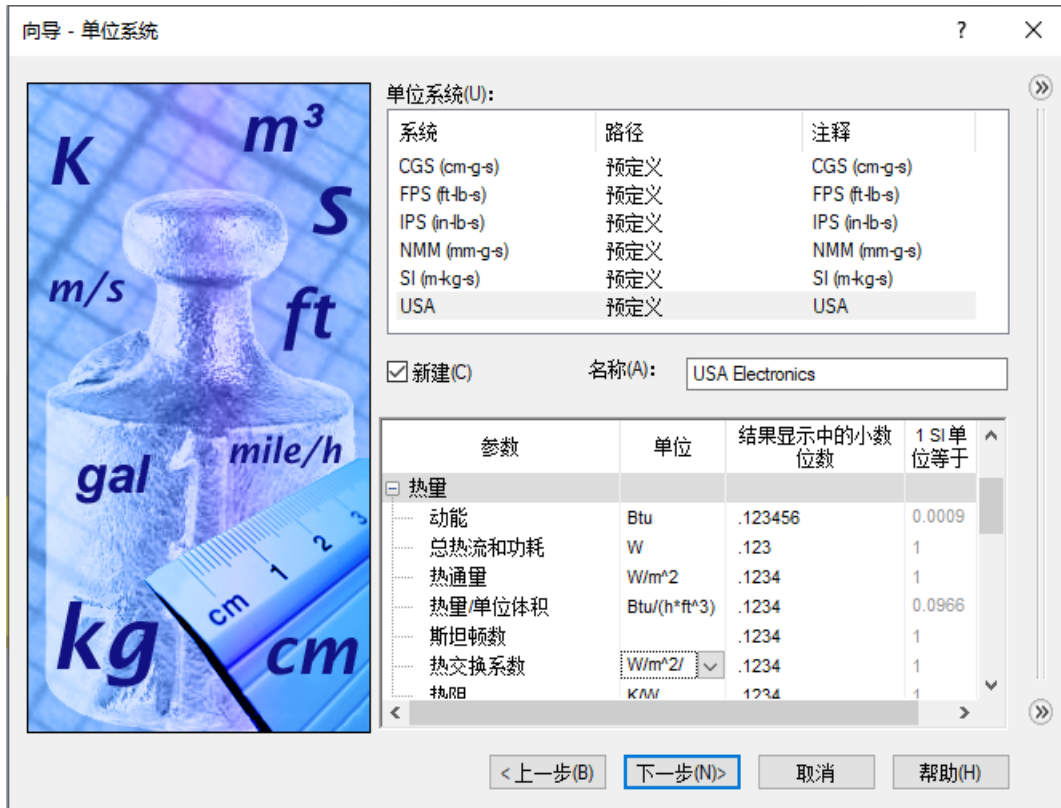 向导 - 单位系统 ?
K
m³
S
m/s
ft
gal
mile/h
1 2 3
cm
kg
cm
单位系统(U):
系统 路径 注释
CGS (cm-g-s) 预定义 CGS (cm-g-s)
FPS (ft-lb-s) 预定义 FPS (ft-lb-s)
IPS (in-lb-s) 预定义 IPS (in-lb-s)
NMM (mm-g-s) 预定义 NMM (mm-g-s)
SI (m-kg-s) 预定义 SI (m-kg-s)
USA 预定义 USA
新建(C) 名称(A): USA Electronics
参数 单位 结果显示中的小数位数 1 SI 单位等于
热量
动能 Btu .123456 0.0009
总热流和功耗 W .123 1
热通量 W/m^2 .1234 1
热量/单位体积 Btu/(h*ft^3) .1234 0.0966
斯坦顿数 .1234 1
热交换系数 W/m^2/ .1234 1
热阻 K/W .1234 1
< 上一步(B) 下一步(N)> 取消 帮助(H)